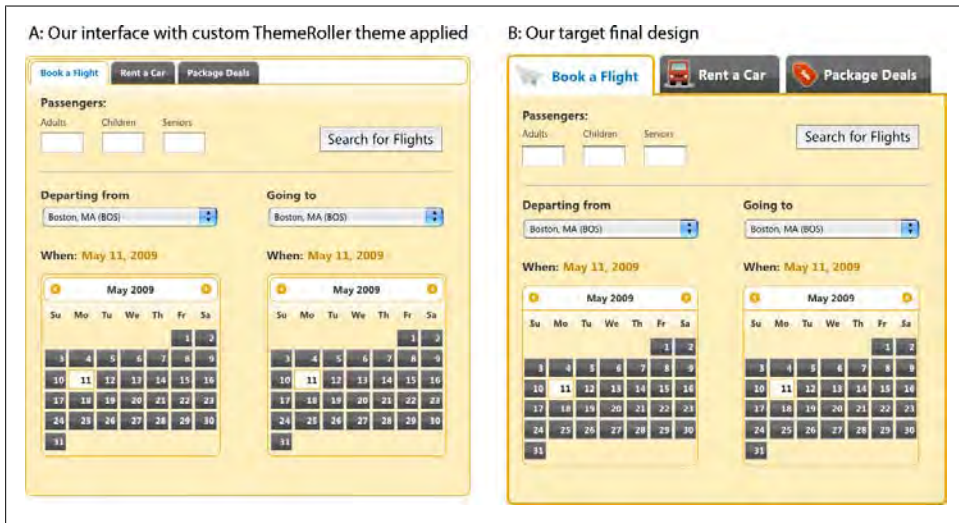 A: Our interface with custom ThemeRoller theme applied
Book a Flight Rent a Car Package Deals
Passengers:
Adults Children Seniors
Search for Flights
Departing from Going to
Boston, MA (BOS) Boston, MA (BOS)
When: May 11, 2009 When: May 11, 2009
May 2009 May 2009
Su Mo Tu We Th Fr Sa Su Mo Tu We Th Fr Sa
1 2 1 2
3 4 5 6 7 8 9 3 4 5 6 7 8 9
10 11 12 13 14 15 16 10 11 12 13 14 15 16
17 18 19 20 21 22 23 17 18 19 20 21 22 23
24 25 26 27 28 29 30 24 25 26 27 28 29 30
31 31
B: Our target final design
Book a Flight Rent a Car Package Deals
Passengers:
Adults Children Seniors
Search for Flights
Departing from Going to
Boston, MA (BOS) Boston, MA (BOS)
When: May 11, 2009 When: May 11, 2009
May 2009 May 2009
Su Mo Tu We Th Fr Sa Su Mo Tu We Th Fr Sa
1 2 1 2
3 4 5 6 7 8 9 3 4 5 6 7 8 9
10 11 12 13 14 15 16 10 11 12 13 14 15 16
17 18 19 20 21 22 23 17 18 19 20 21 22 23
24 25 26 27 28 29 30 24 25 26 27 28 29 30
31 31